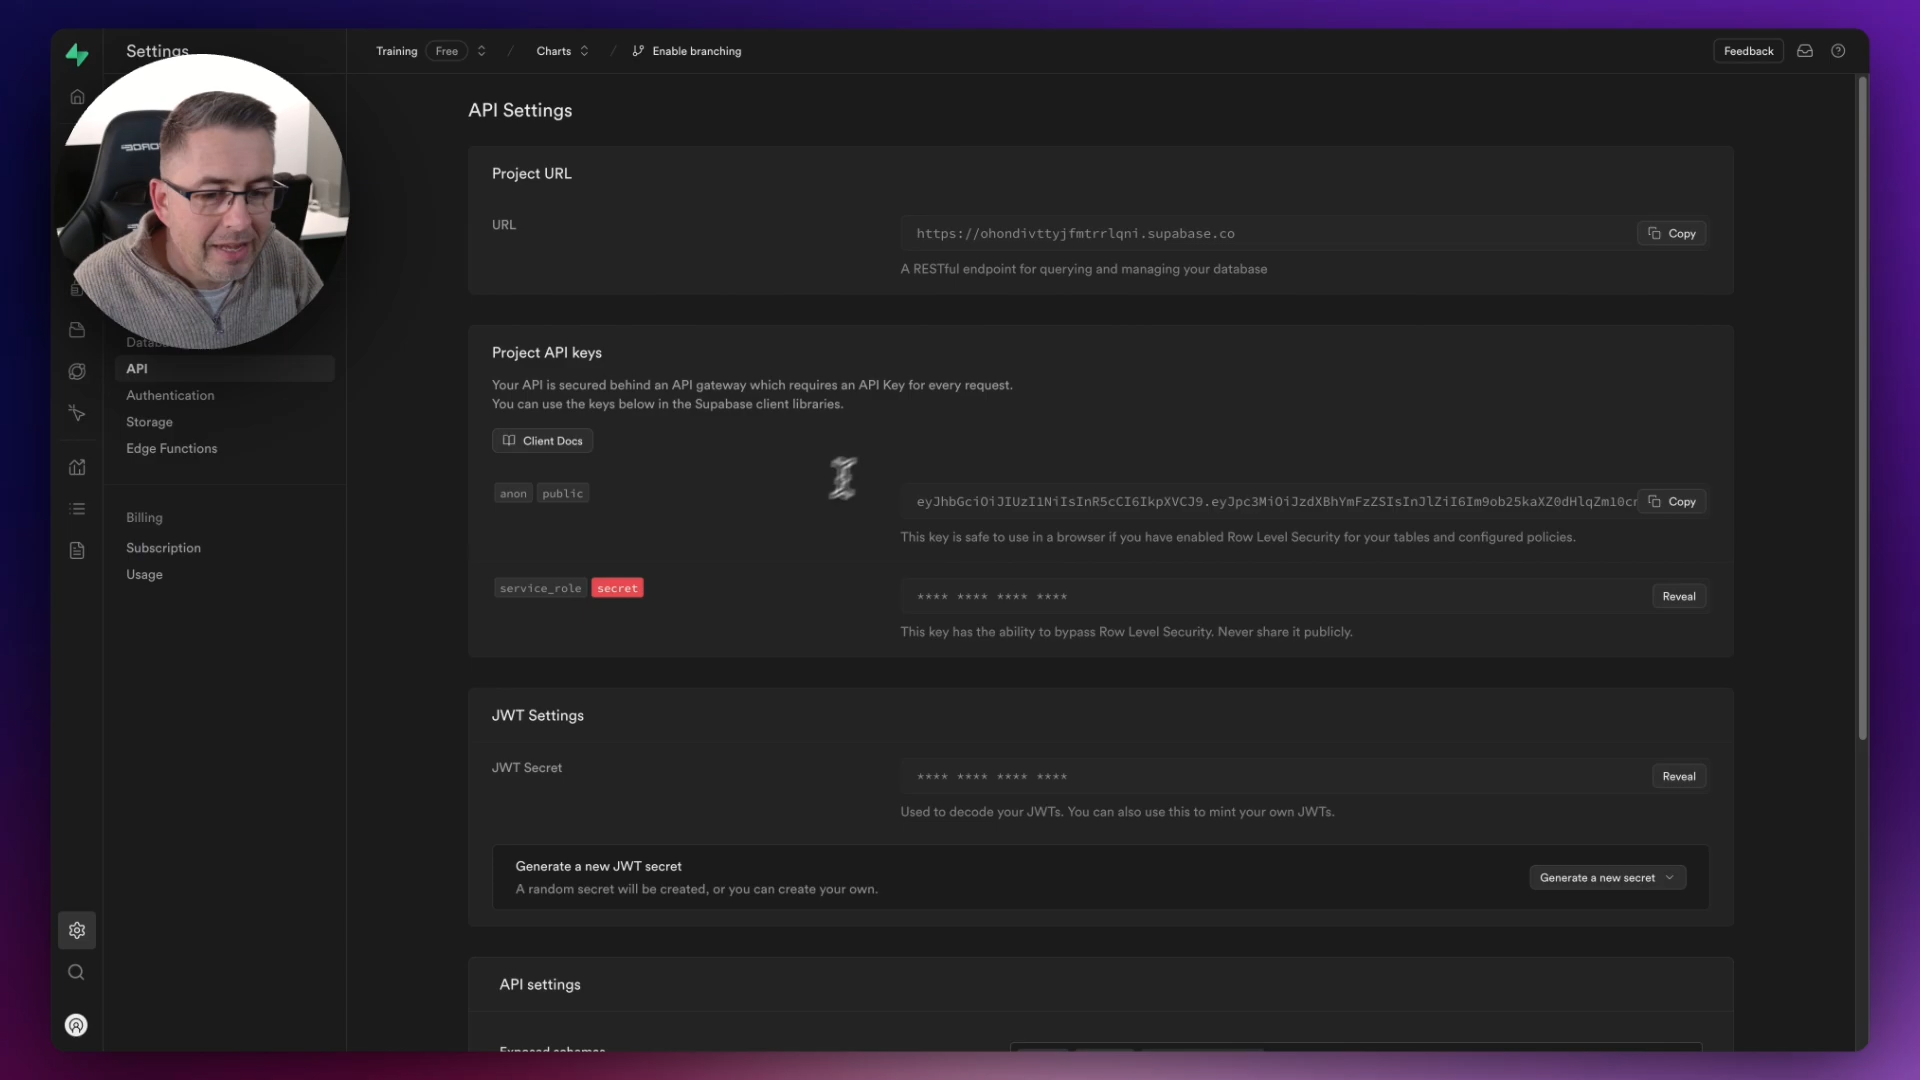 Settings
Training Free / Charts / Enable branching
Feedback
API Settings
Project URL
URL
https://ohondivttyjfmtrrlqni.supabase.co
Copy
A RESTful endpoint for querying and managing your database
Project API keys
Your API is secured behind an API gateway which requires an API Key for every request.
You can use the keys below in the Supabase client libraries.
Client Docs
anon public
eyJhbGciOiJIUzI1NiIsInR5cCI6IkpXVCJ9.eyJpc3MiOiJzdXBhYmFzZSIsInJlZiI6Im9ob25kaXZ0dHlqZm10cn
Copy
This key is safe to use in a browser if you have enabled Row Level Security for your tables and configured policies.
service_role secret
**** **** **** ****
Reveal
This key has the ability to bypass Row Level Security. Never share it publicly.
JWT Settings
JWT Secret
**** **** **** ****
Reveal
Used to decode your JWTs. You can also use this to mint your own JWTs.
Generate a new JWT secret
A random secret will be created, or you can create your own.
Generate a new secret
API settings
Exposed schemas
API
Authentication
Storage
Edge Functions
Billing
Subscription
Usage